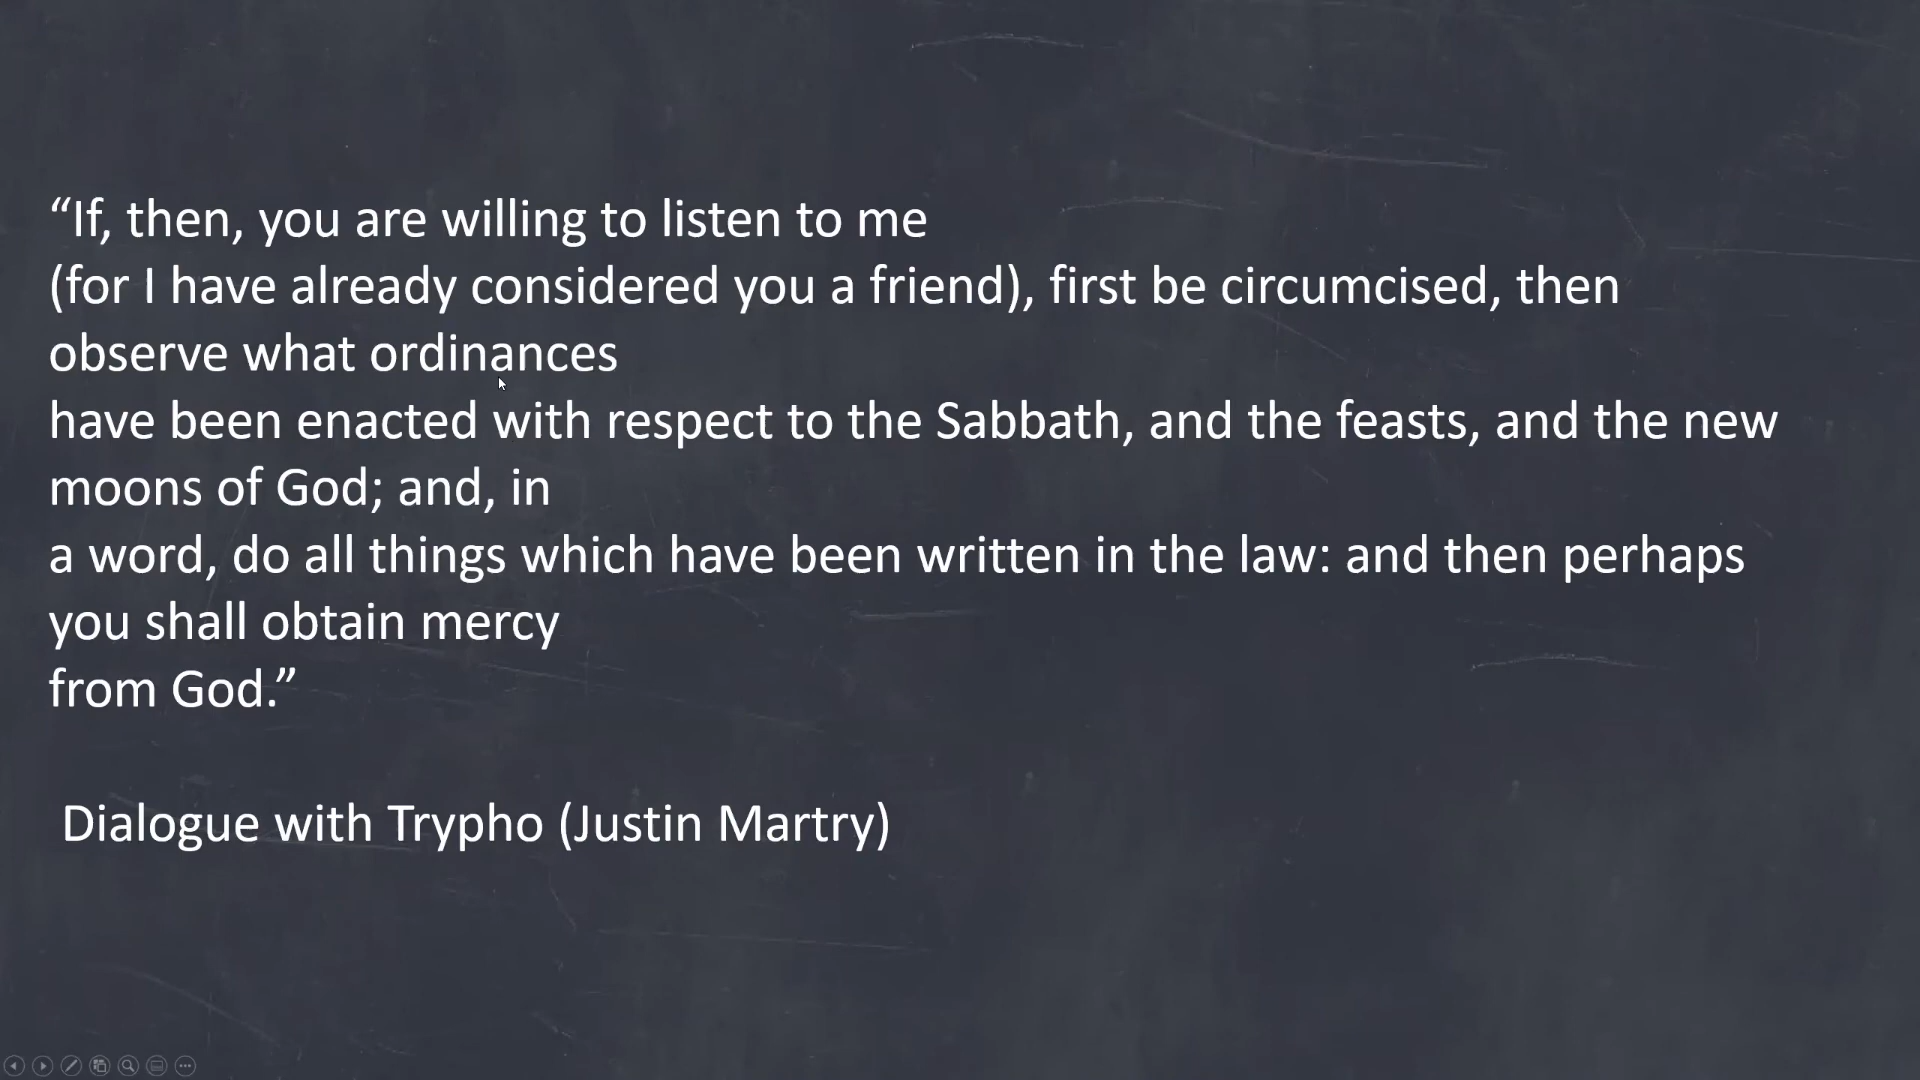 “If, then, you are willing to listen to me
(for I have already considered you a friend), first be circumcised, then
observe what ordinances
have been enacted with respect to the Sabbath, and the feasts, and the new
moons of God; and, in
a word, do all things which have been written in the law: and then perhaps
you shall obtain mercy
from God.”
Dialogue with Trypho (Justin Martry)